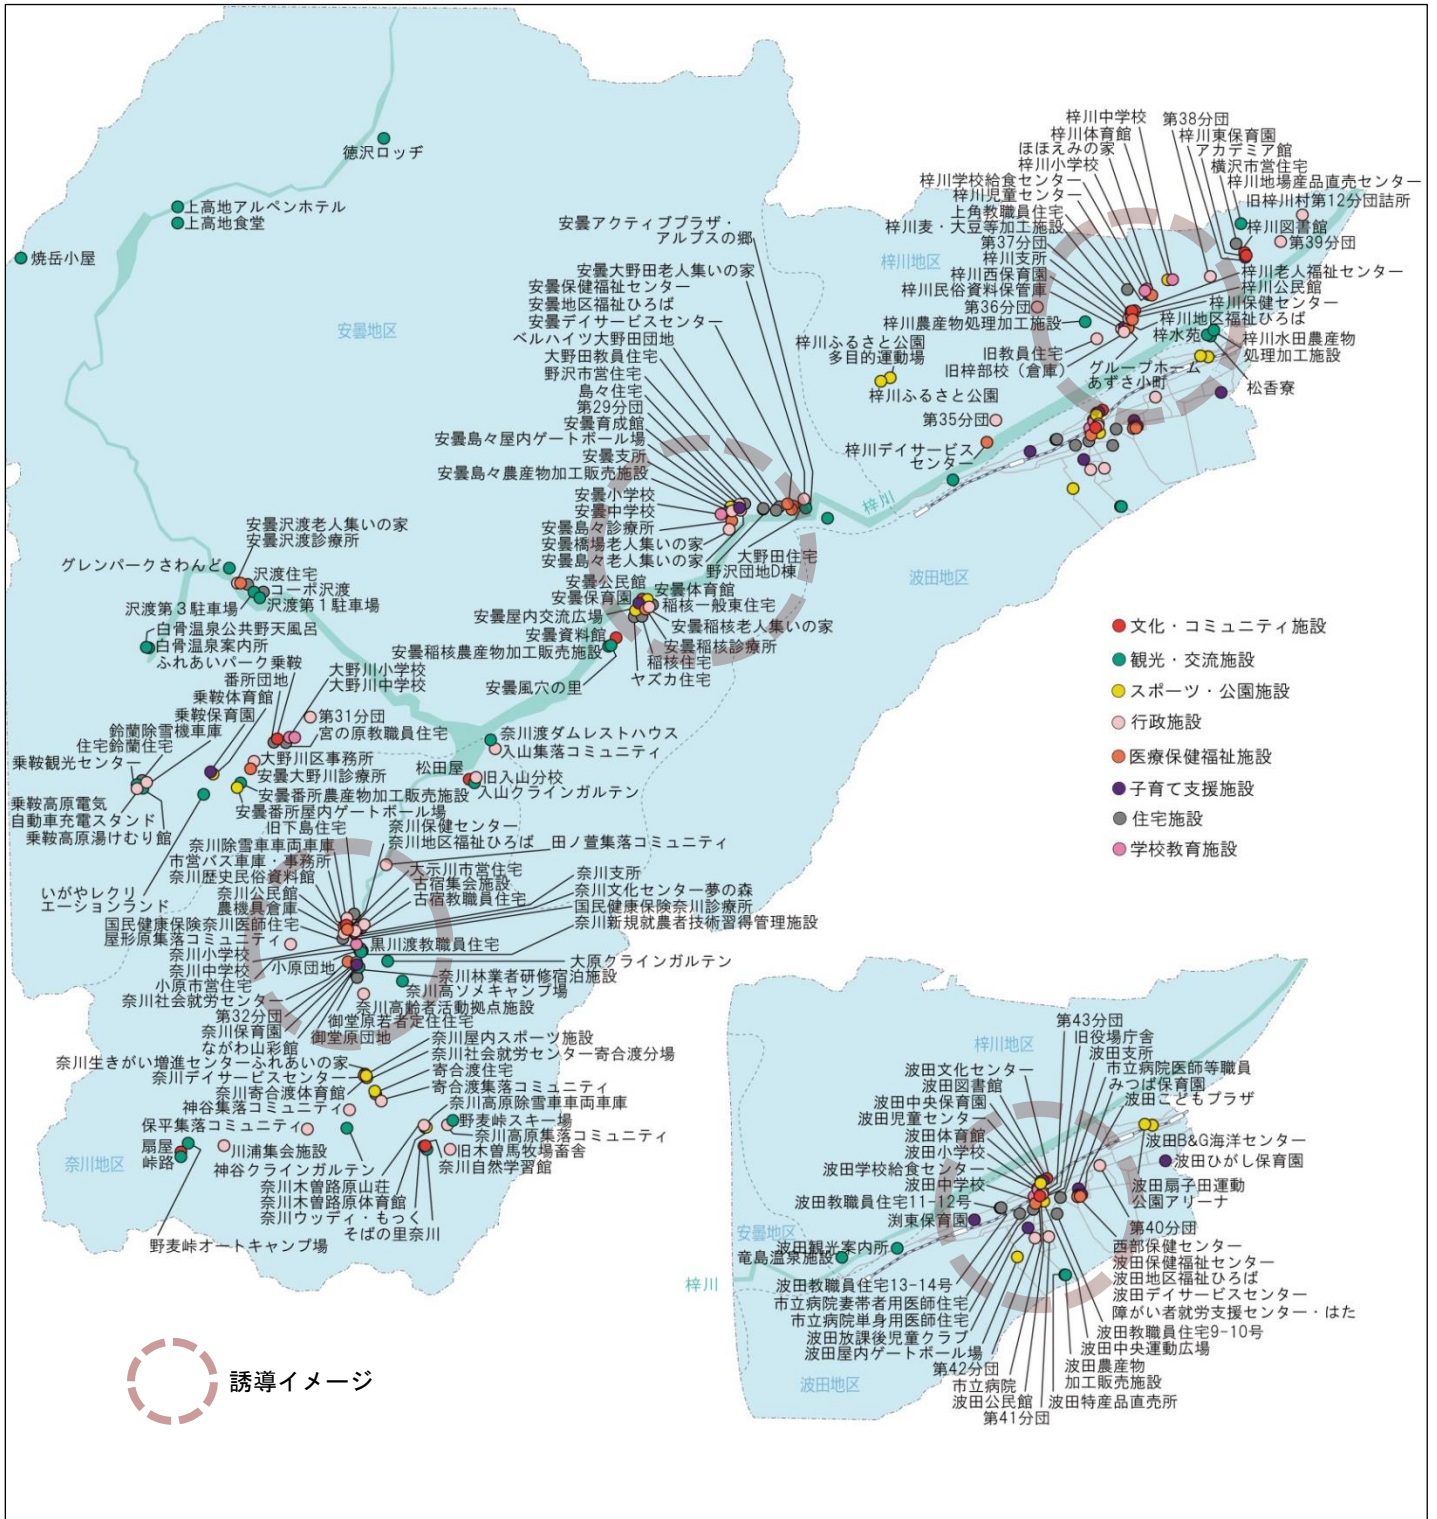 徳沢ロッヂ
上高地アルペンホテル
上高地食堂
焼岳小屋
安曇地区
梓川地区
梓川中学校
第38分団
梓川体育館
梓川東保育園
ほほえみの家
アカデミア館
梓川小学校
横沢市営住宅
梓川学校給食センター
梓川地場産品直売センター
梓川児童センター
旧梓川村第12分団詰所
上角教職員住宅
梓川麦・大豆等加工施設
梓川図書館
第37分団
第39分団
梓川支所
梓川西保育園
梓川老人福祉センター
梓川民俗資料保管庫
梓川公民館
第36分団
梓川保健センター
梓川農産物処理加工施設
梓川地区福祉ひろば
梓水苑
梓川水田農産物
処理加工施設
旧教員住宅
旧梓部校（倉庫）
グループホーム
あずさ小町
松香寮
梓川ふるさと公園
多目的運動場
梓川ふるさと公園
第35分団
梓川デイサービス
センター
梓川
波田地区
安曇アクティブプラザ・
アルプスの郷
安曇大野田老人集いの家
安曇保健福祉センター
安曇地区福祉ひろば
安曇デイサービスセンター
ベルハイツ大野田団地
大野田教員住宅
野沢市営住宅
島々住宅
第29分団
安曇育成館
安曇島々屋内ゲートボール場
安曇支所
安曇島々農産物加工販売施設
安曇小学校
安曇中学校
安曇島々診療所
安曇橋場老人集いの家
安曇島々老人集いの家
大野田住宅
野沢団地D棟
安曇公民館
安曇体育館
安曇保育園
稲核一般東住宅
安曇屋内交流広場
安曇稲核老人集いの家
安曇資料館
安曇稲核診療所
安曇稲核農産物加工販売施設
稲核住宅
ヤズカ住宅
安曇風穴の里
安曇沢渡老人集いの家
安曇沢渡診療所
グレンパークさわんど
沢渡住宅
コーポ沢渡
沢渡第３駐車場
沢渡第１駐車場
白骨温泉公共野天風呂
白骨温泉案内所
ふれあいパーク乗鞍
番所団地
乗鞍体育館
乗鞍保育園
鈴蘭除雪機車庫
住宅鈴蘭住宅
乗鞍観光センター
大野川小学校
大野川中学校
第31分団
宮の原教職員住宅
大野川区事務所
安曇大野川診療所
安曇番所農産物加工販売施設
安曇番所屋内ゲートボール場
乗鞍高原電気
自動車充電スタンド
乗鞍高原湯けむり館
いがやレクリ
エーションランド
奈川渡ダムレストハウス
入山集落コミュニティ
松田屋
旧入山分校
入山クラインガルテン
旧下島住宅
奈川保健センター
奈川除雪車車両車庫
奈川地区福祉ひろば
田ノ萱集落コミュニティ
市営バス車庫・事務所
奈川歴史民俗資料館
大示川市営住宅
奈川公民館
古宿集会施設
農機具倉庫
古宿教職員住宅
国民健康保険奈川医師住宅
屋形原集落コミュニティ
奈川支所
奈川文化センター夢の森
国民健康保険奈川診療所
奈川新規就農者技術習得管理施設
奈川小学校
黒川渡教職員住宅
奈川中学校
小原団地
大原クラインガルテン
小原市営住宅
奈川林業者研修宿泊施設
奈川社会就労センター
奈川高ソメキャンプ場
第32分団
奈川高齢者活動拠点施設
奈川保育園
御堂原若者定住住宅
ながわ山彩館
御堂原団地
奈川屋内スポーツ施設
奈川生きがい増進センターふれあいの家
奈川社会就労センター寄合渡分場
奈川デイサービスセンター
寄合渡住宅
奈川寄合渡体育館
寄合渡集落コミュニティ
神谷集落コミュニティ
奈川高原除雪車車両車庫
保平集落コミュニティ
野麦峠スキー場
奈川高原集落コミュニティ
扇屋
峠路
川浦集会施設
旧木曽馬牧場畜舎
奈川自然学習館
奈川地区
神谷クラインガルテン
奈川木曽路原山荘
奈川木曽路原体育館
奈川ウッディ・もっく
そばの里奈川
野麦峠オートキャンプ場
文化・コミュニティ施設
観光・交流施設
スポーツ・公園施設
行政施設
医療保健福祉施設
子育て支援施設
住宅施設
学校教育施設
誘導イメージ
梓川地区
第43分団
旧役場庁舎
波田支所
波田文化センター
市立病院医師等職員
波田図書館
みつば保育園
波田中央保育園
波田こどもプラザ
波田児童センター
波田体育館
波田B&G海洋センター
波田小学校
波田ひがし保育園
波田学校給食センター
波田中学校
波田扇子田運動
公園アリーナ
波田教職員住宅11-12号
渕東保育園
第40分団
安曇地区
西部保健センター
波田観光案内所
竜島温泉施設
波田保健福祉センター
波田地区福祉ひろば
梓川
波田教職員住宅13-14号
波田デイサービスセンター
市立病院妻帯者用医師住宅
障がい者就労支援センター・はた
市立病院単身用医師住宅
波田放課後児童クラブ
波田教職員住宅9-10号
波田屋内ゲートボール場
波田中央運動広場
第42分団
波田農産物
加工販売施設
市立病院
波田地区
波田公民館
波田特産品直売所
第41分団